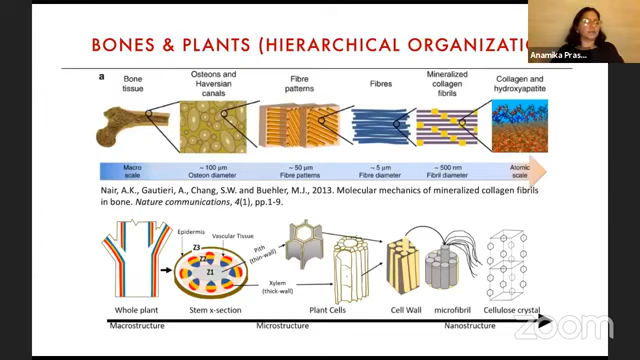 BONES & PLANTS (HIERARCHICAL ORGANIZATI
Anamika Pras...
a
Bone
tissue
Osteons and
Haversian
canals
Fibre
patterns
Fibres
Mineralized
collagen
fibrils
Collagen and
hydroxyapatite
Macro
scale
~ 100 μm
Osteon diameter
~ 50 μm
Fibre patterns
~ 5 μm
Fibre diameter
~ 500 nm
Fibril diameter
Atomic
scale
Nair, A.K., Gautieri, A., Chang, S.W. and Buehler, M.J., 2013. Molecular mechanics of mineralized collagen fibrils
in bone. Nature communications, 4(1), pp.1-9.
Epidermis
Vascular Tissue
Z3
Z2
Z1
Pith
(thin-wall)
Xylem
(thick-wall)
Whole plant
Stem x-section
Plant Cells
Cell Wall
microfibril
Cellulose crystal
Macrostructure
Microstructure
Nanostructure
zoom